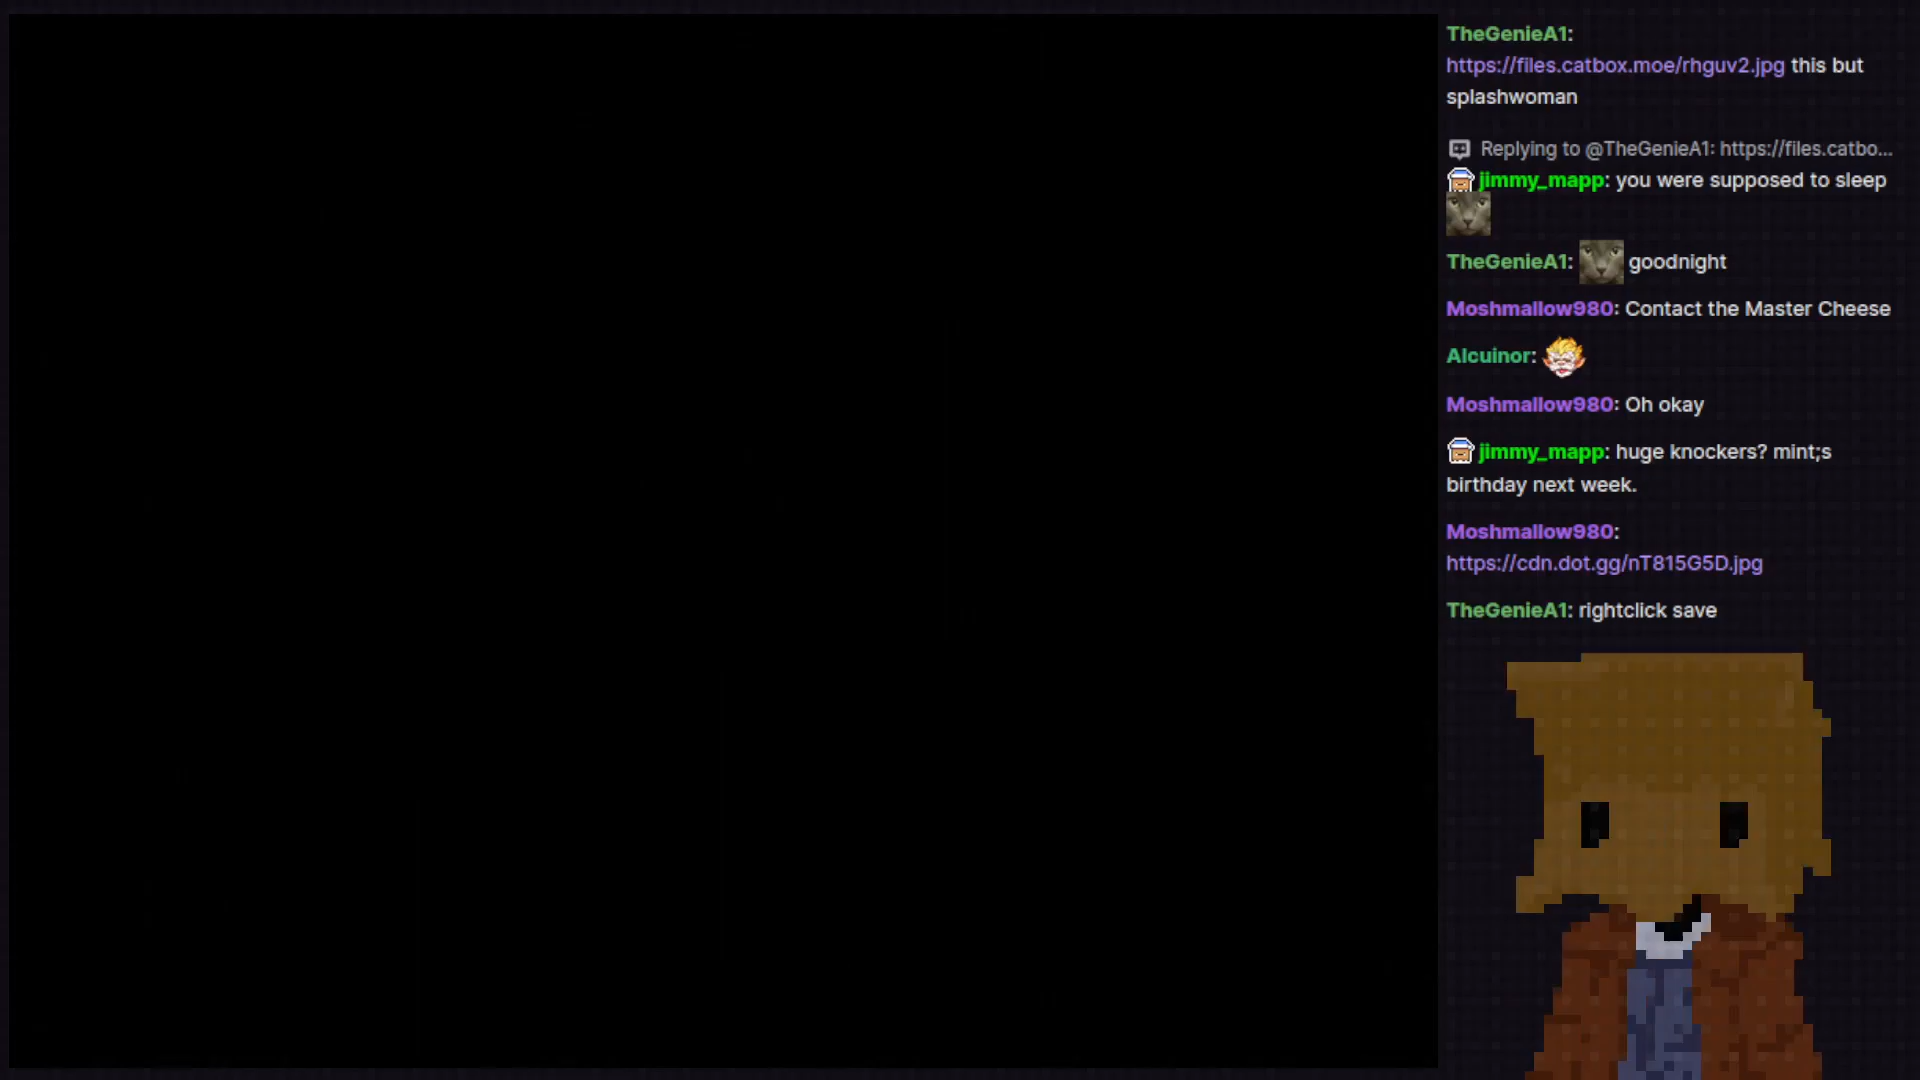 TheGenieA1:
https://files.catbox.moe/rhguv2.jpg this but
splashwoman
Replying to @TheGenieA1: https://files.catbo...
jimmy_mapp: you were supposed to sleep
TheGenieA1: goodnight
Moshmallow980: Contact the Master Cheese
Alcuinor:
Moshmallow980: Oh okay
jimmy_mapp: huge knockers? mint;s
birthday next week.
Moshmallow980:
https://cdn.dot.gg/nT815G5D.jpg
TheGenieA1: rightclick save